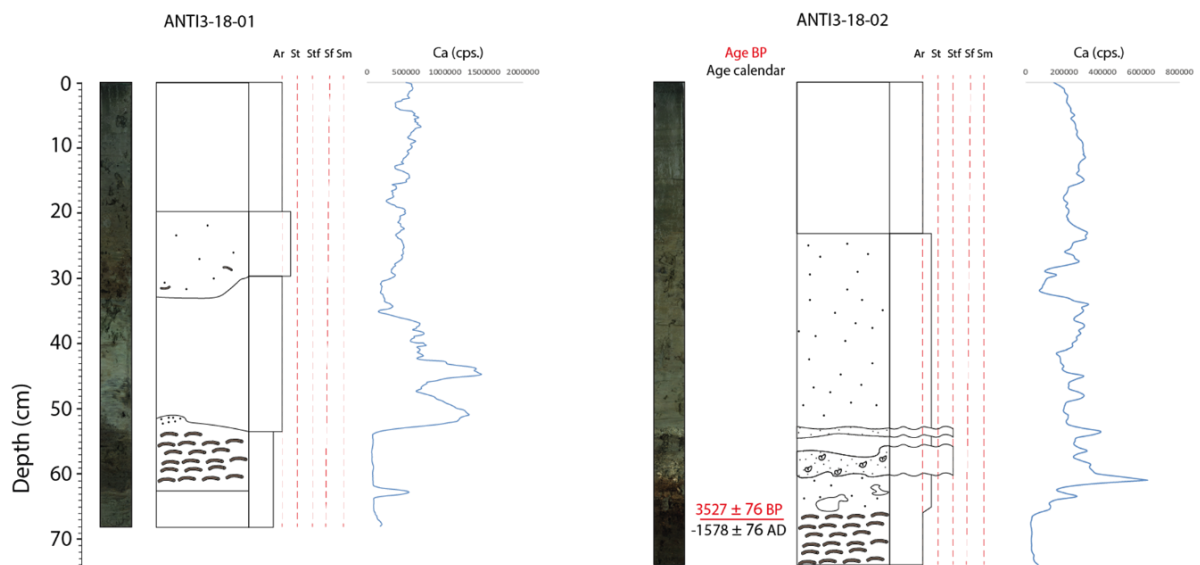 ANTI3-18-01
Ar St Stf Sf Sm
Ca (cps.)
0 500000 1000000 1500000 2000000
Depth (cm)
0
10
20
30
40
50
60
70
ANTI3-18-02
Age BP
Age calendar
Ar St Stf Sf Sm
Ca (cps.)
0 200000 400000 600000 800000
3527 ± 76 BP
-1578 ± 76 AD